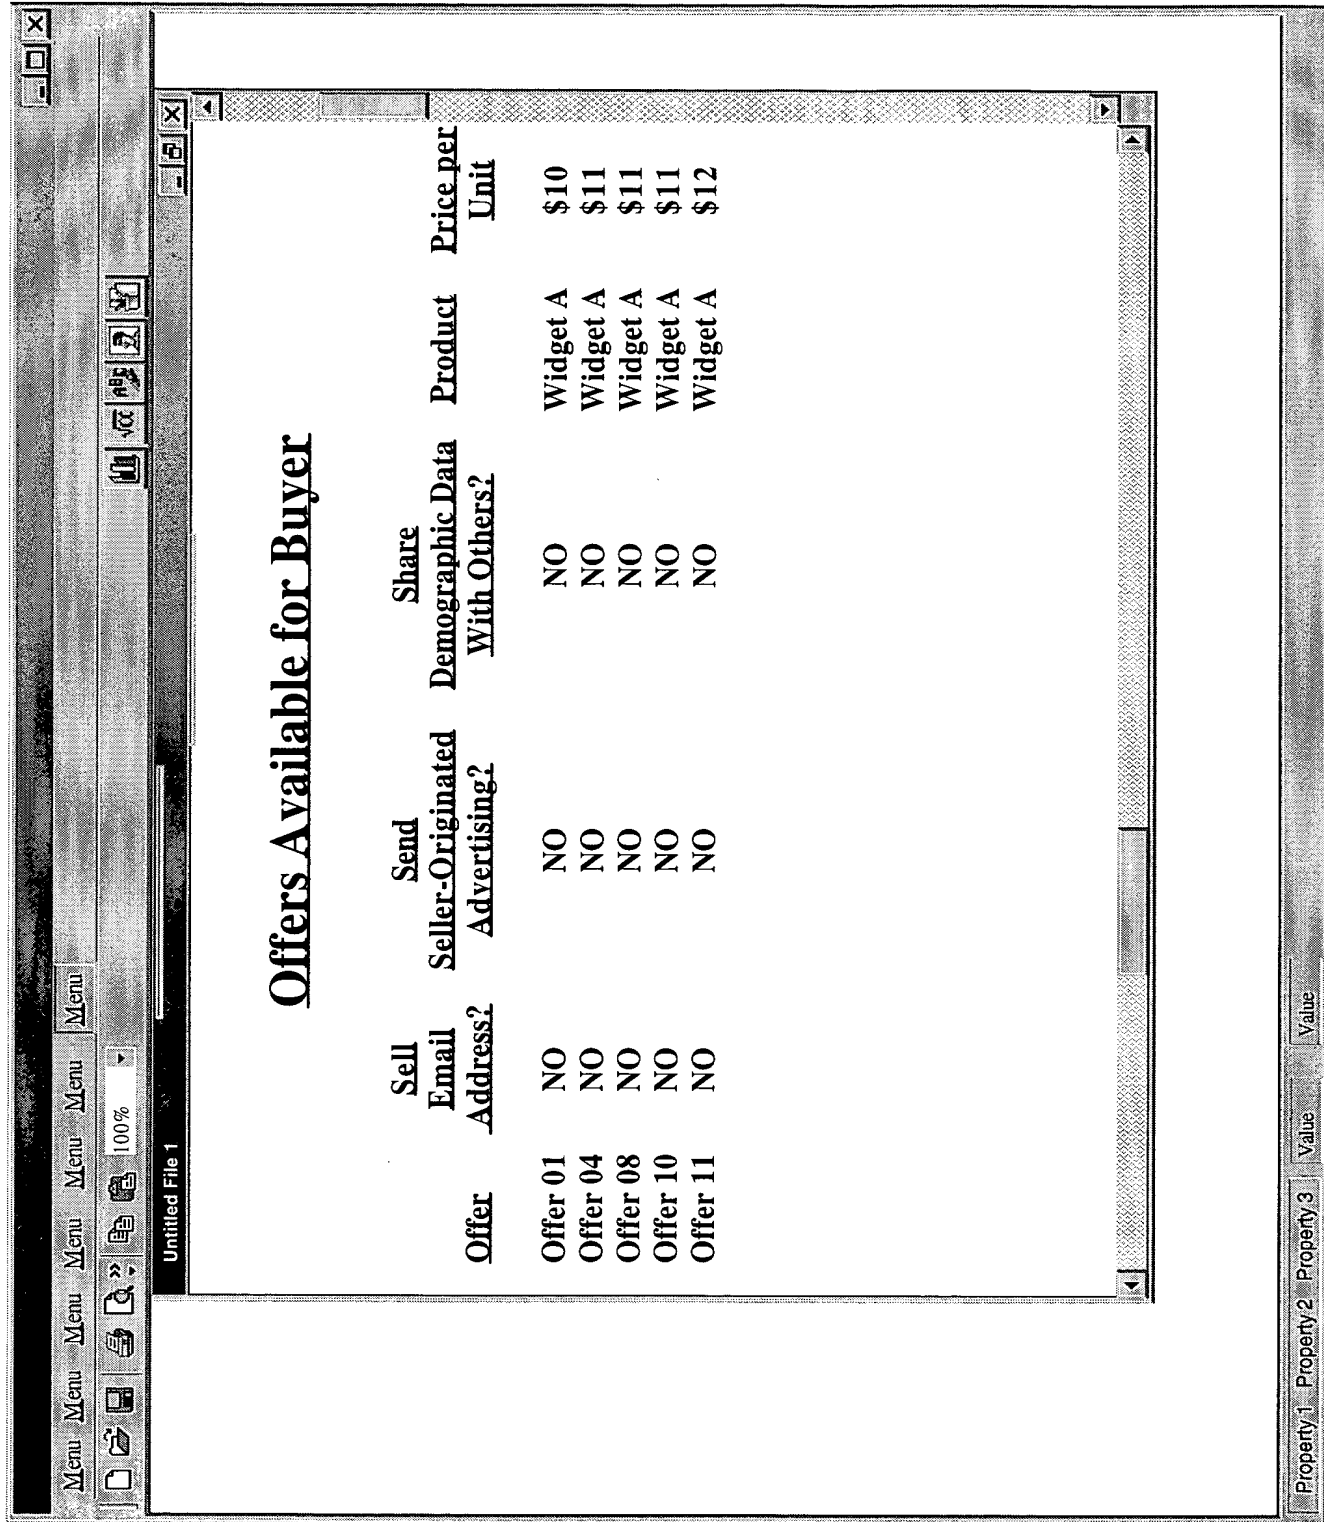 Menu Menu Menu Menu Menu Menu Menu
100%
ABC
Untitled File 1
Offers Available for Buyer
Sell Send Share
Email Seller-Originated Demographic Data Product Price per
Offer Address? Advertising? With Others? Unit
Offer 01 NO NO NO Widget A $10
Offer 04 NO NO NO Widget A $11
Offer 08 NO NO NO Widget A $11
Offer 10 NO NO NO Widget A $11
Offer 11 NO NO NO Widget A $12
Property 1 Property 2 Property 3 Value Value